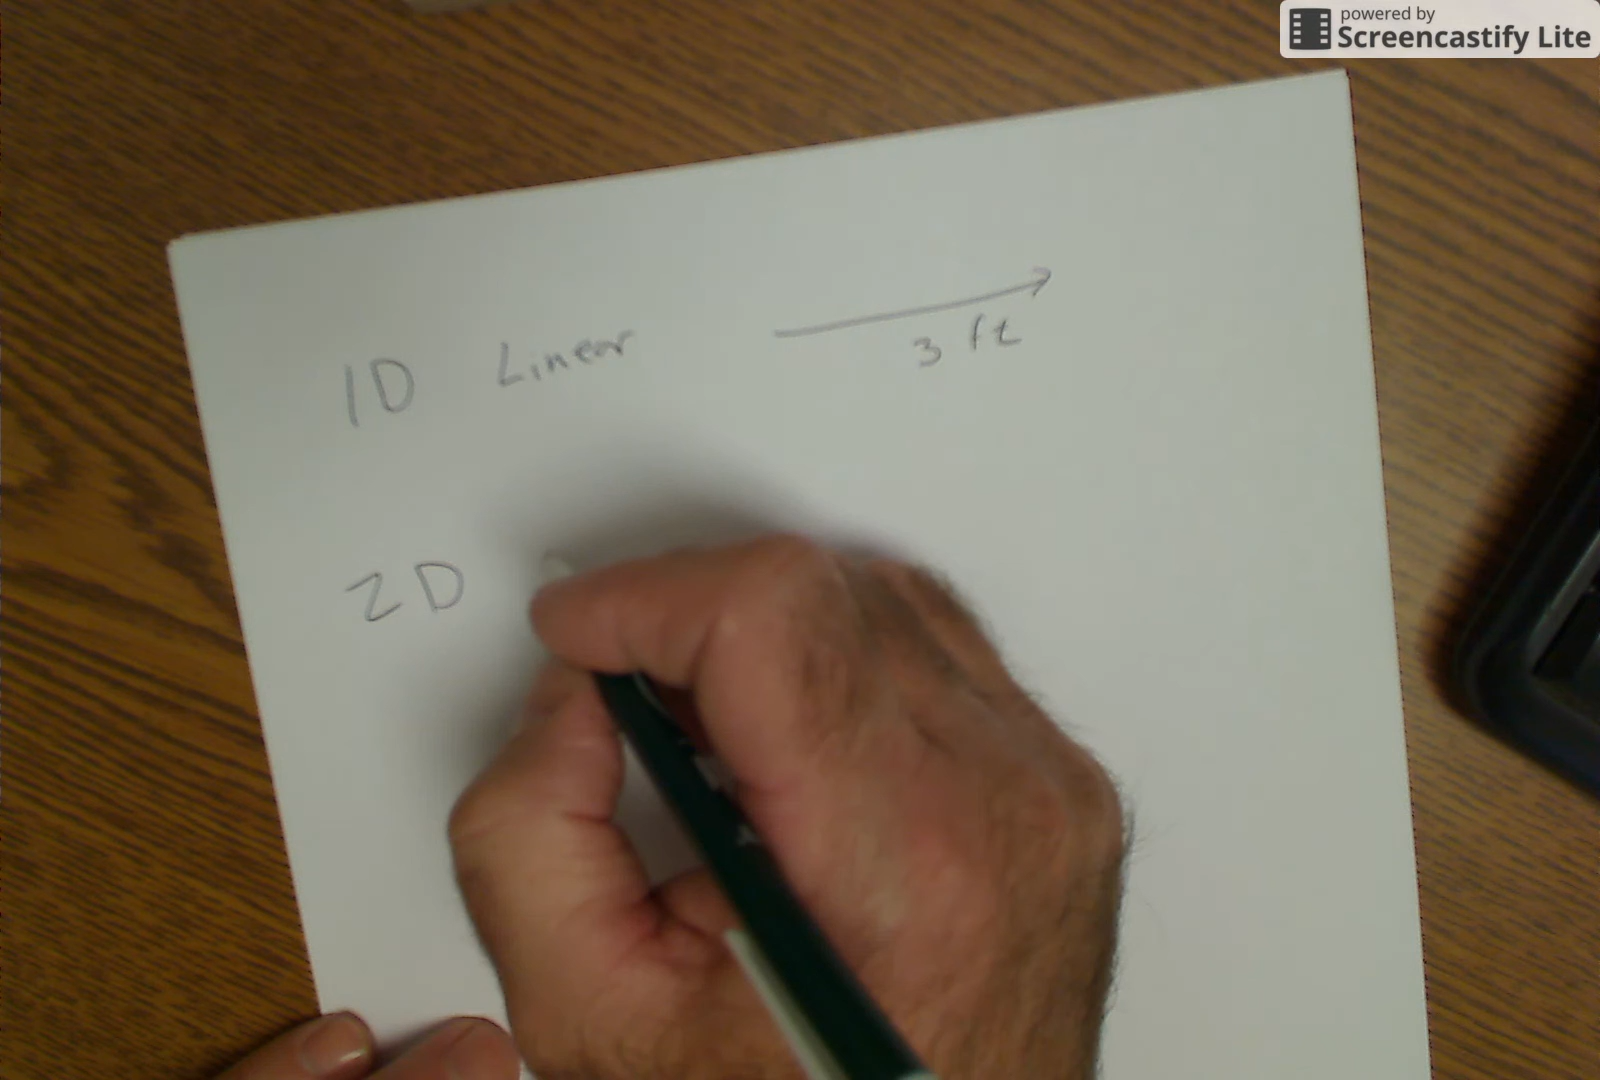 powered by
Screencastify Lite
1D Linear
3 ft
2D